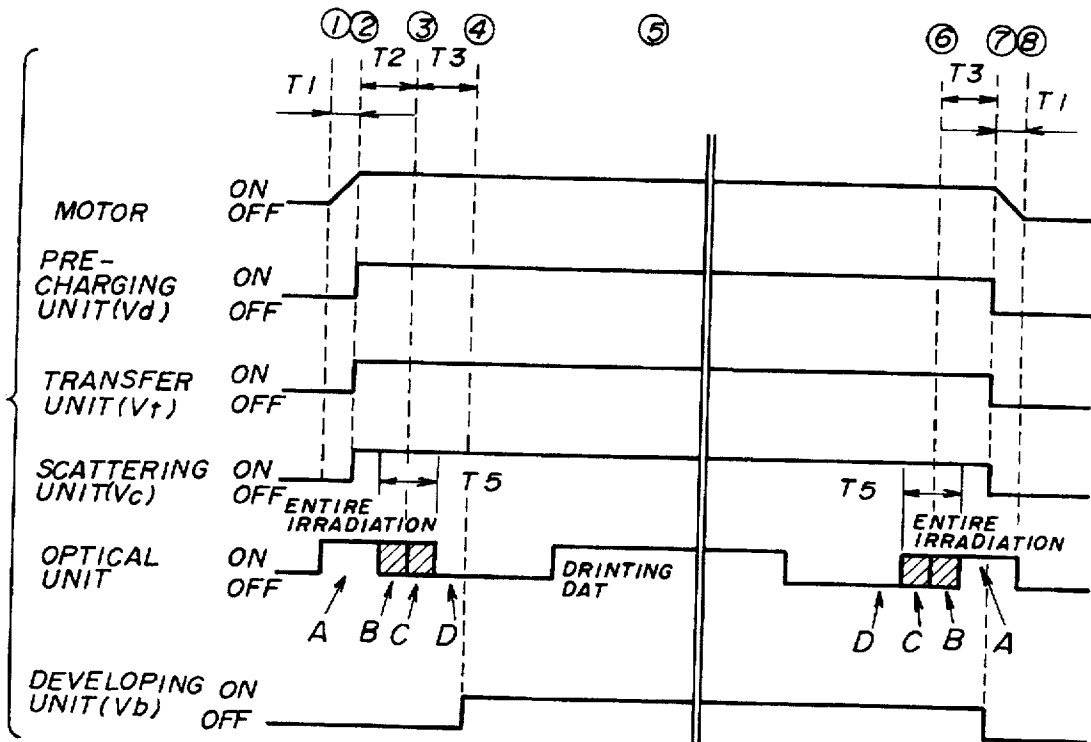 ① ② ③ ④ ⑤ ⑥ ⑦ ⑧
T2 T3 T3
T1 T1
MOTOR ON
OFF
PRE-
CHARGING
UNIT(Vd) ON
OFF
TRANSFER
UNIT(Vt) ON
OFF
SCATTERING
UNIT(Vc) ON
OFF
T5 T5
ENTIRE
IRRADIATION
ENTIRE
IRRADIATION
OPTICAL
UNIT ON
OFF
DRINTING
DAT
A B C D D C B A
DEVELOPING
UNIT(Vb) ON
OFF